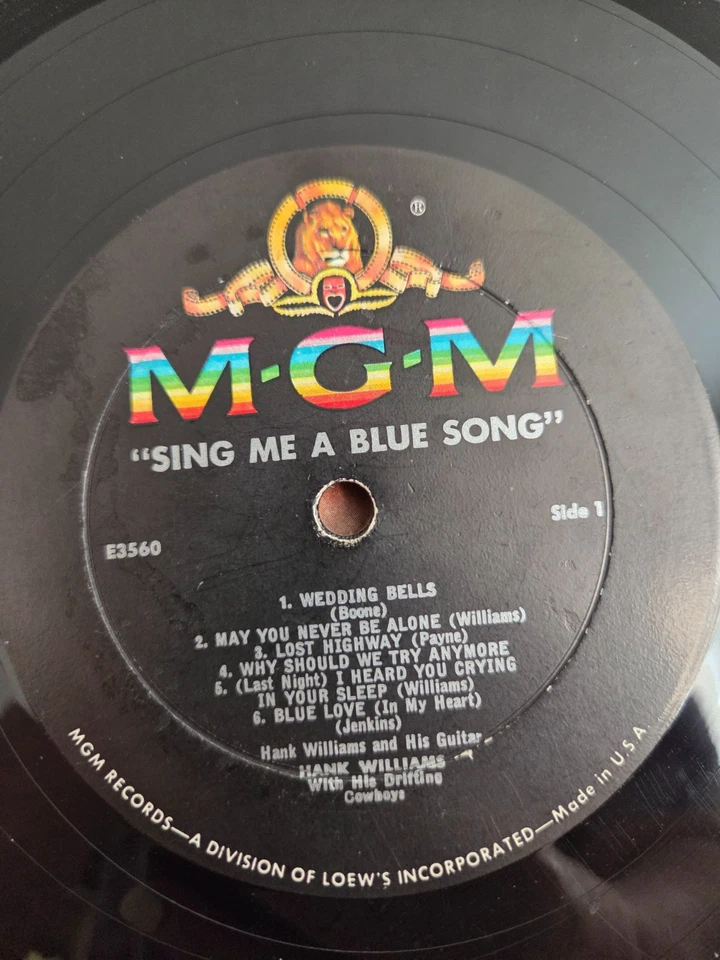 ®
M·G·M
“SING ME A BLUE SONG”
Side 1
E3560
1. WEDDING BELLS
(Boone)
2. MAY YOU NEVER BE ALONE (Williams)
3. LOST HIGHWAY (Payne)
4. WHY SHOULD WE TRY ANYMORE
5. (Last Night) I HEARD YOU CRYING
IN YOUR SLEEP (Williams)
6. BLUE LOVE (In My Heart)
(Jenkins)
Hank Williams and His Guitar
HANK WILLIAMS
With His Drifting
Cowboys
MGM RECORDS—A DIVISION OF LOEW'S INCORPORATED—Made in U.S.A.